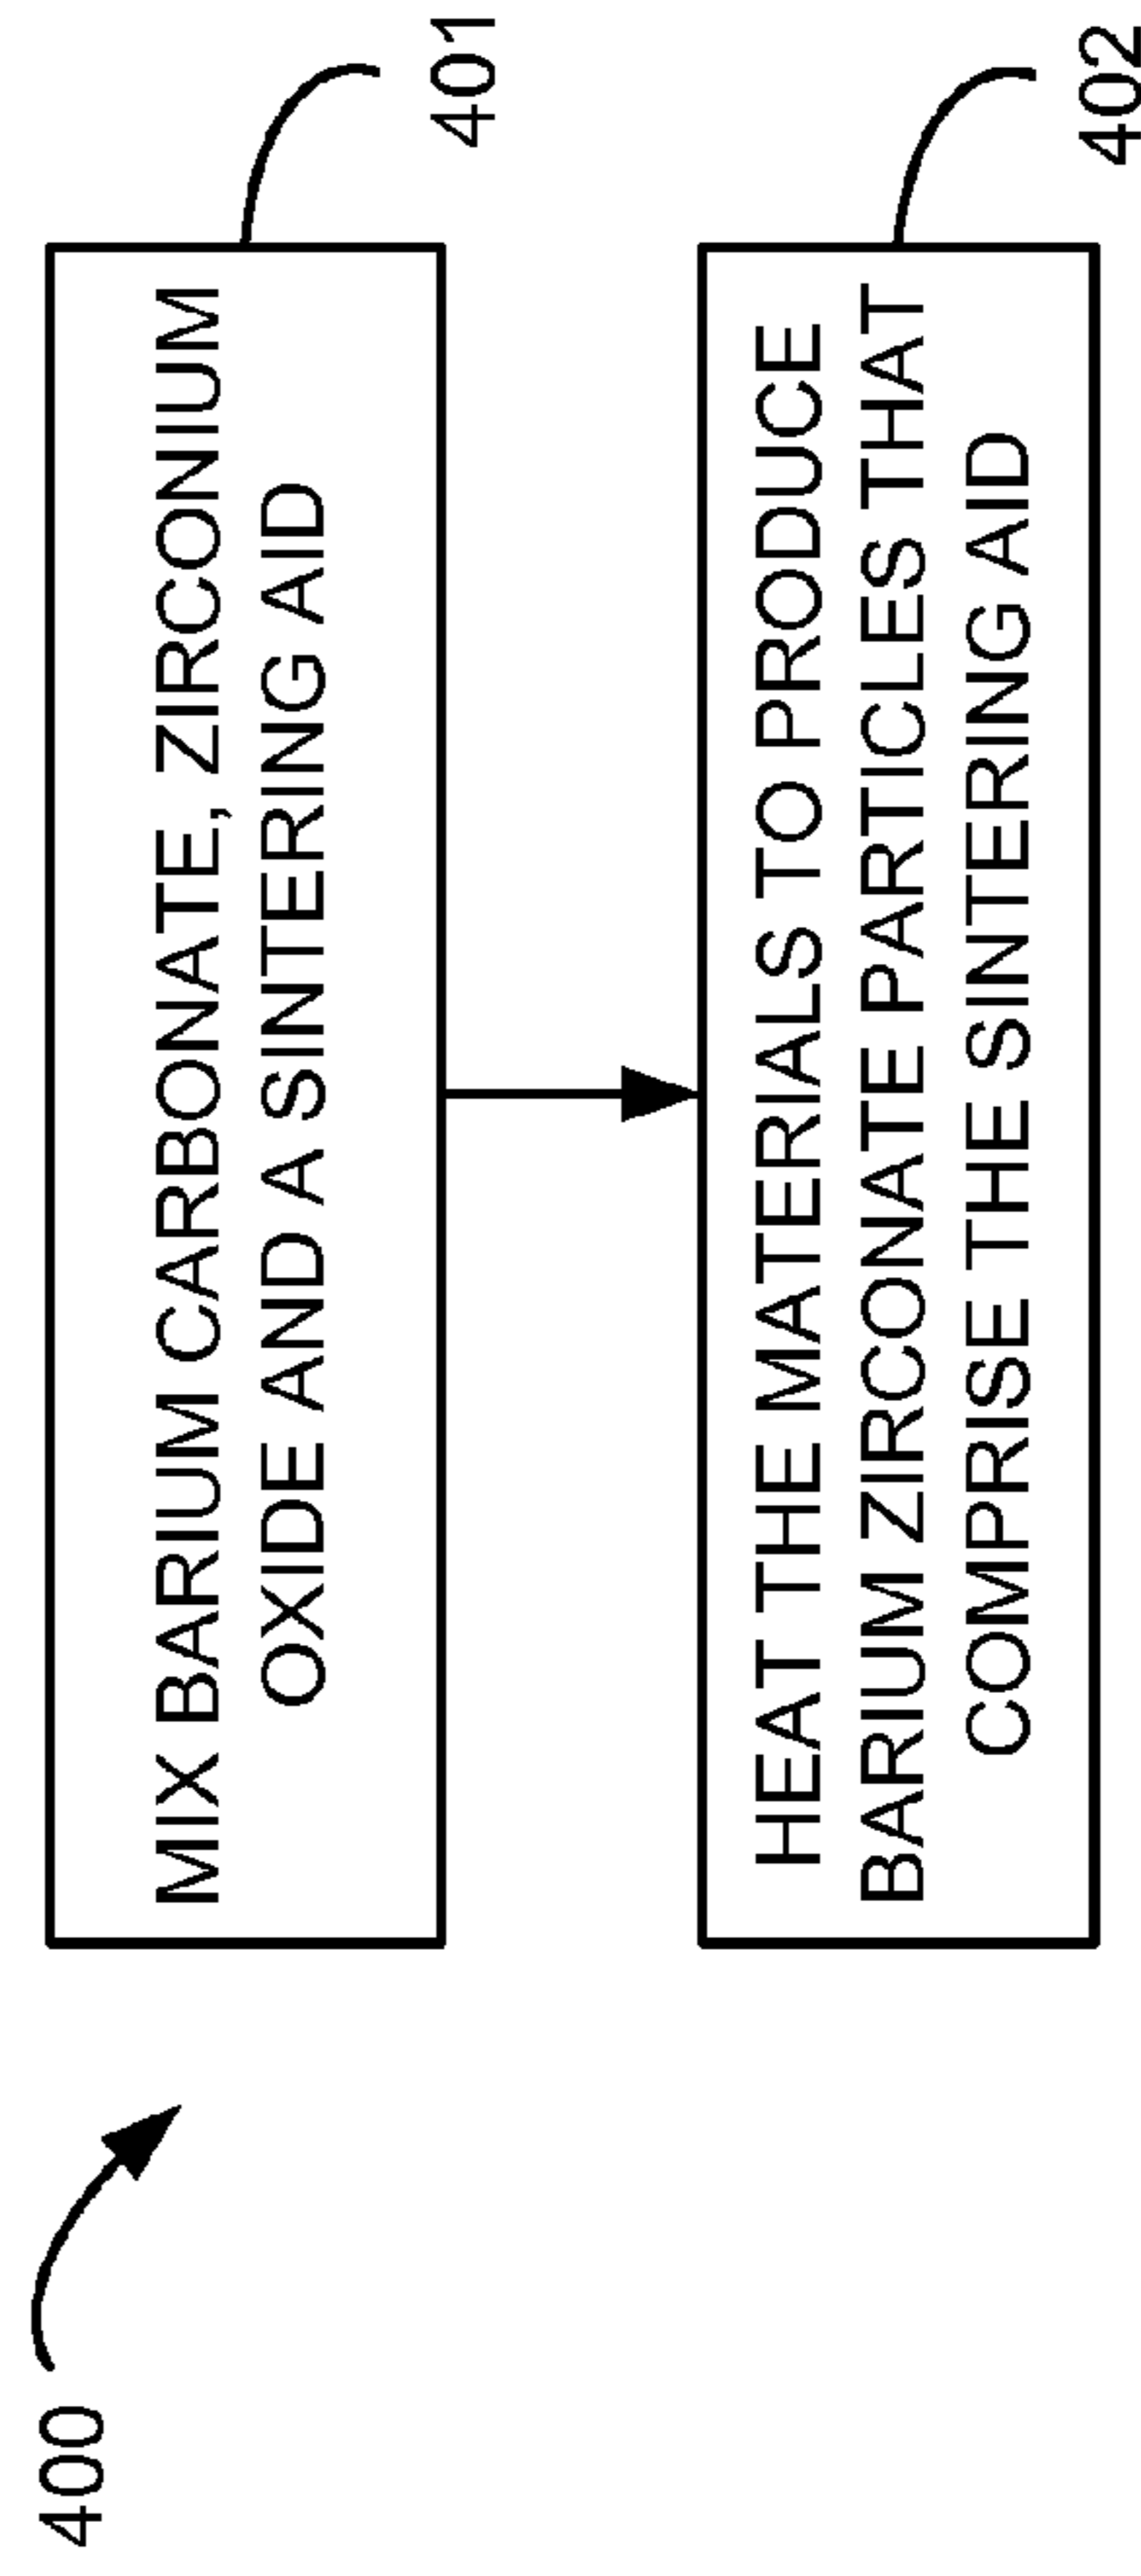 400
MIX BARIUM CARBONATE, ZIRCONIUM
OXIDE AND A SINTERING AID
401
HEAT THE MATERIALS TO PRODUCE
BARIUM ZIRCONATE PARTICLES THAT
COMPRISE THE SINTERING AID
402